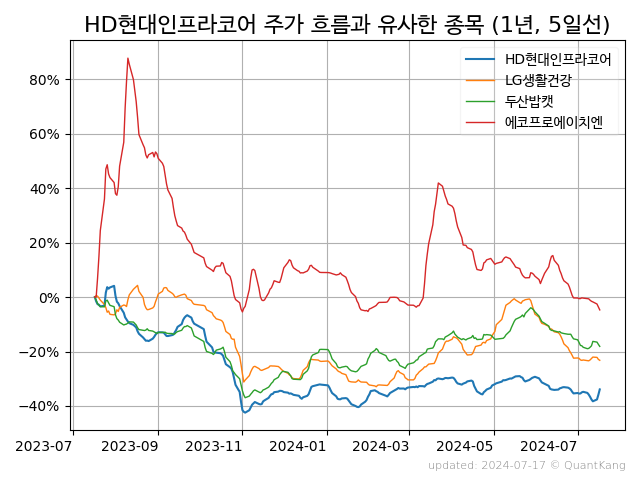 HD현대인프라코어 주가 흐름과 유사한 종목 (1년, 5일선)
HD현대인프라코어
LG생활건강
두산밥캣
에코프로에이치엔
80%
60%
40%
20%
0%
−20%
−40%
2023-07 2023-09 2023-11 2024-01 2024-03 2024-05 2024-07
updated: 2024-07-17 © QuantKang